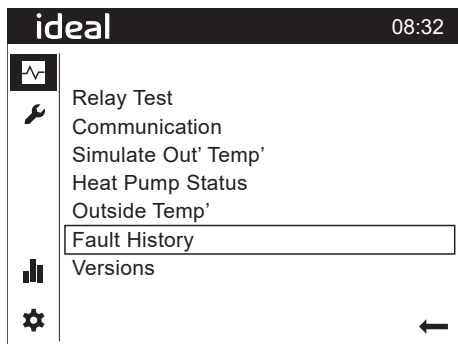 ideal 08:32
Relay Test
Communication
Simulate Out' Temp'
Heat Pump Status
Outside Temp'
Fault History
Versions